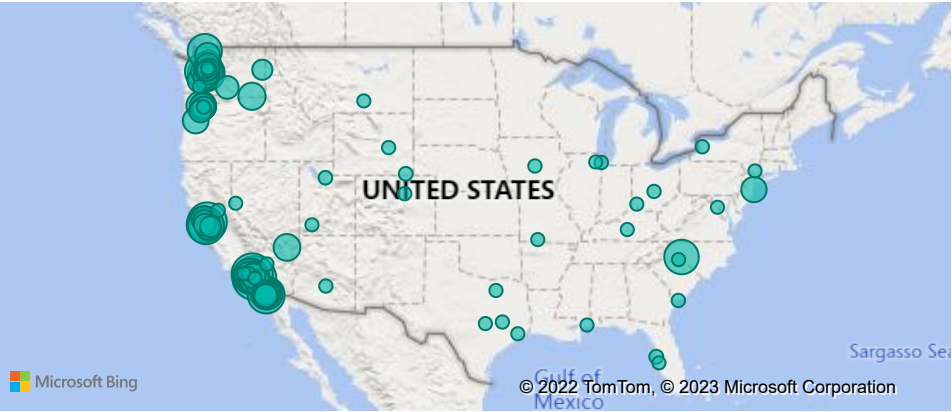 UNITED STATES
Sargasso Sea
Gulf of
Mexico
Microsoft Bing
© 2022 TomTom, © 2023 Microsoft Corporation